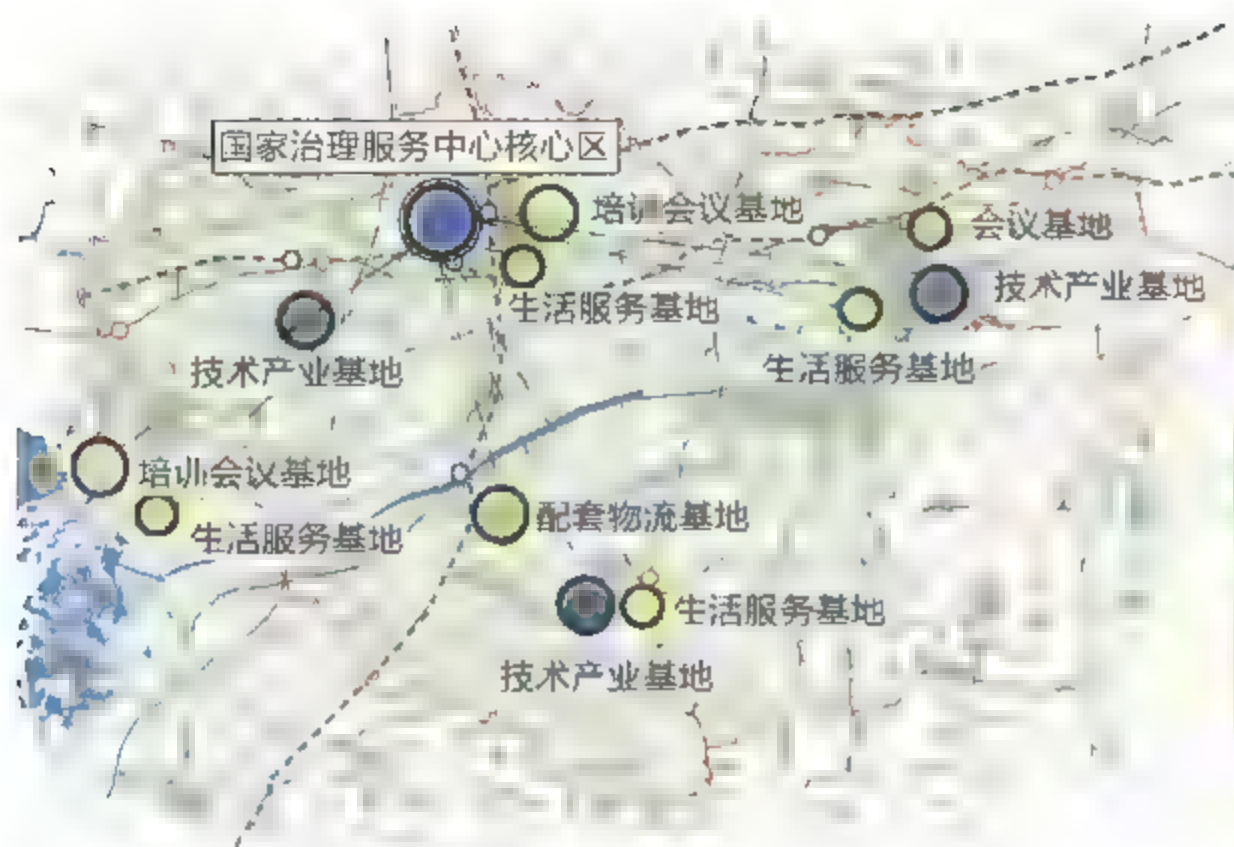 国家治理服务中心核心区
培训会议基地
会议基地
生活服务基地
技术产业基地
技术产业基地
生活服务基地
培训会议基地
生活服务基地
配套物流基地
生活服务基地
技术产业基地